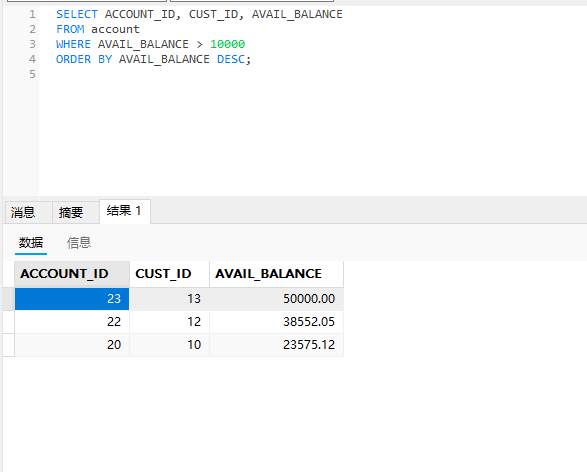 1 SELECT ACCOUNT_ID, CUST_ID, AVAIL_BALANCE
2 FROM account
3 WHERE AVAIL_BALANCE > 10000
4 ORDER BY AVAIL_BALANCE DESC;
5
消息 摘要 结果 1
数据 信息
ACCOUNT_ID CUST_ID AVAIL_BALANCE
23 13 50000.00
22 12 38552.05
20 10 23575.12